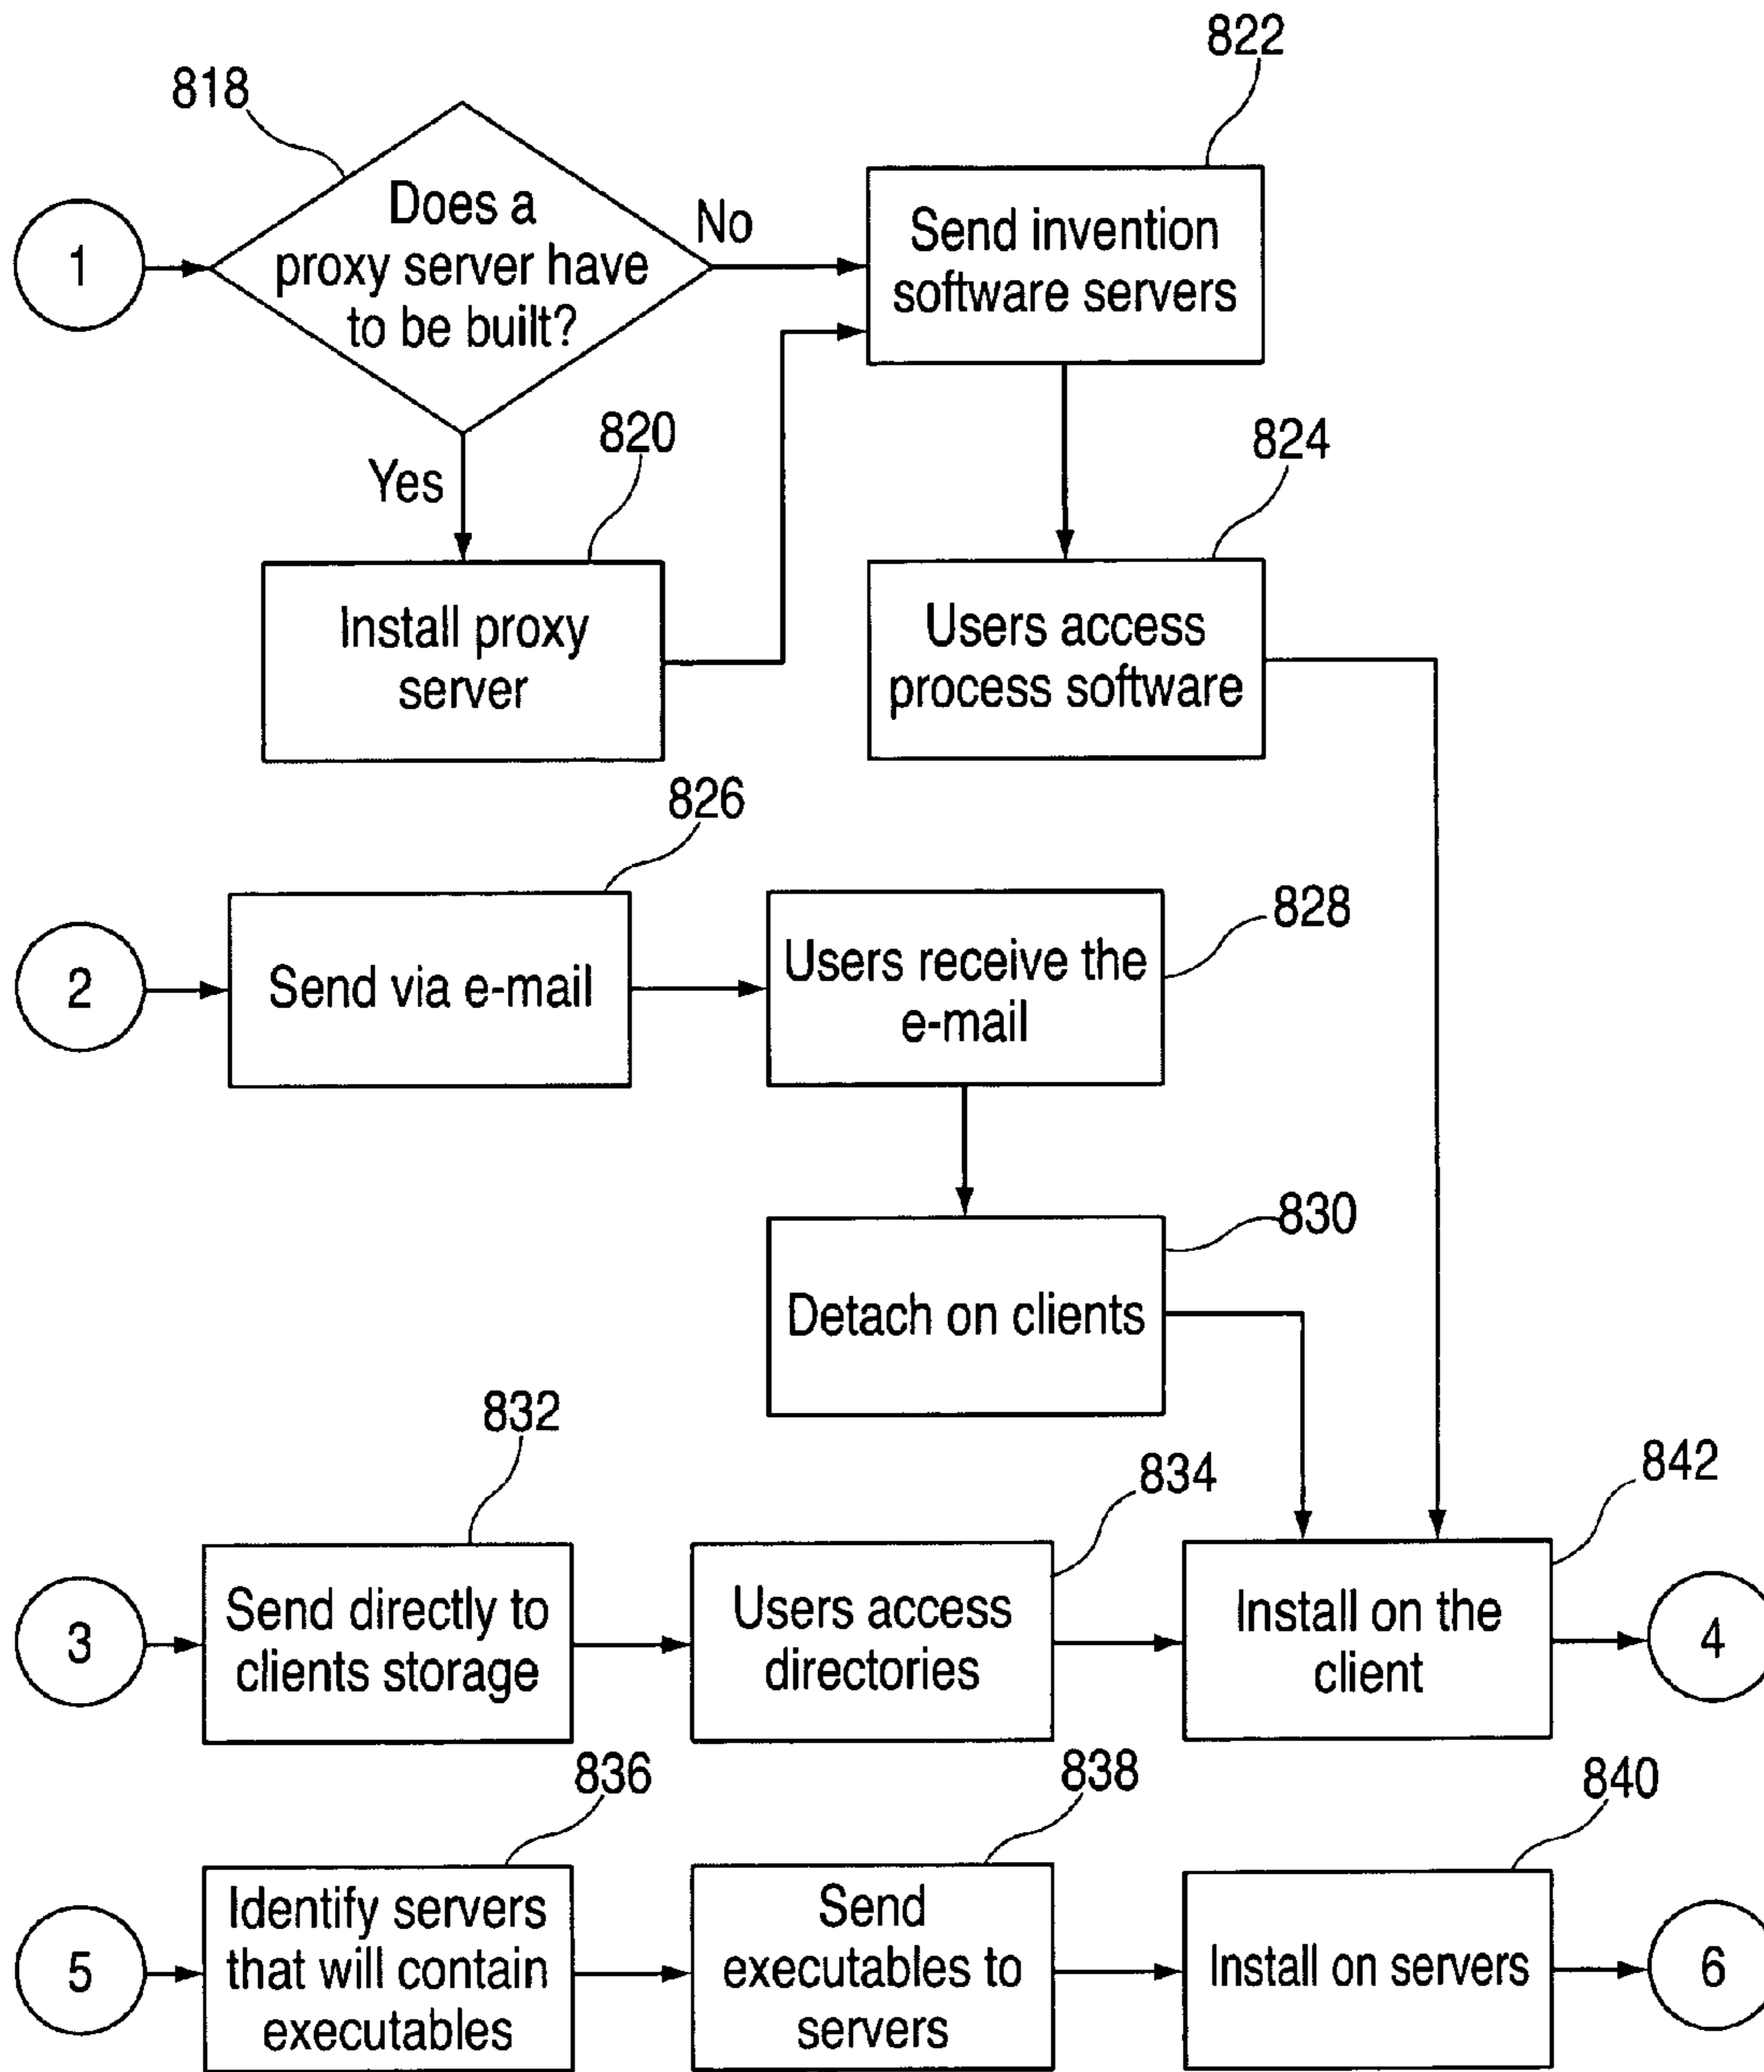 822
818
1
Does a
proxy server have
to be built?
No
Send invention
software servers
Yes
820
824
Install proxy
server
Users access
process software
826
828
2
Send via e-mail
Users receive the
e-mail
830
Detach on clients
832
834
842
3
Send directly to
clients storage
Users access
directories
Install on the
client
4
836
838
840
5
Identify servers
that will contain
executables
Send
executables to
servers
Install on servers
6